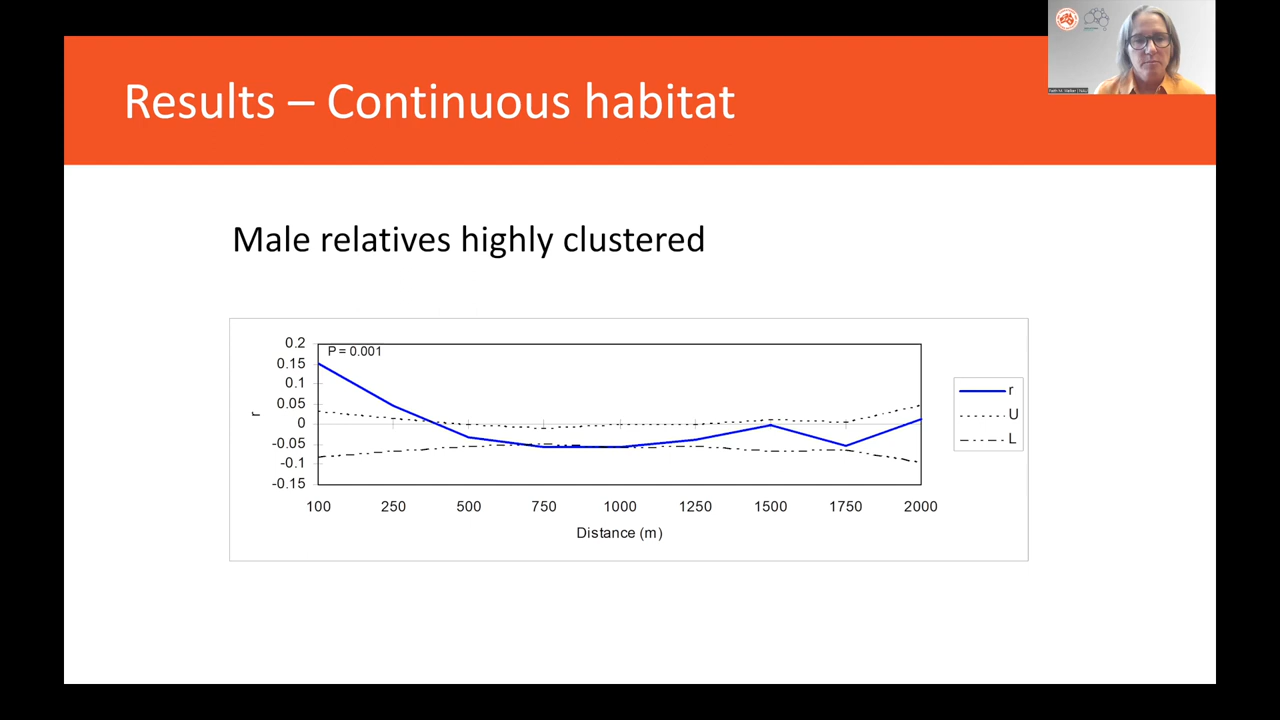 Results – Continuous habitat
Male relatives highly clustered
P = 0.001
0.2
0.15
0.1
0.05
0
-0.05
-0.1
-0.15
r
100 250 500 750 1000 1250 1500 1750 2000
Distance (m)
r
U
L